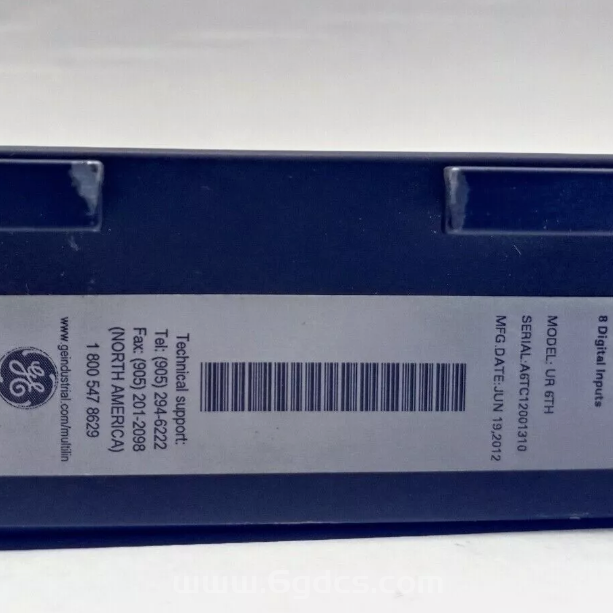 8 Digital Inputs
MODEL: UR 6TH
SERIAL:A6TC12001310
MFG.DATE:JUN 19,2012
Technical support:
Tel: (905) 294-6222
Fax: (905) 201-2098
(NORTH AMERICA)
1 800 547 8629
www.geindustrial.com/multilin
GE
www.6gdcs.com